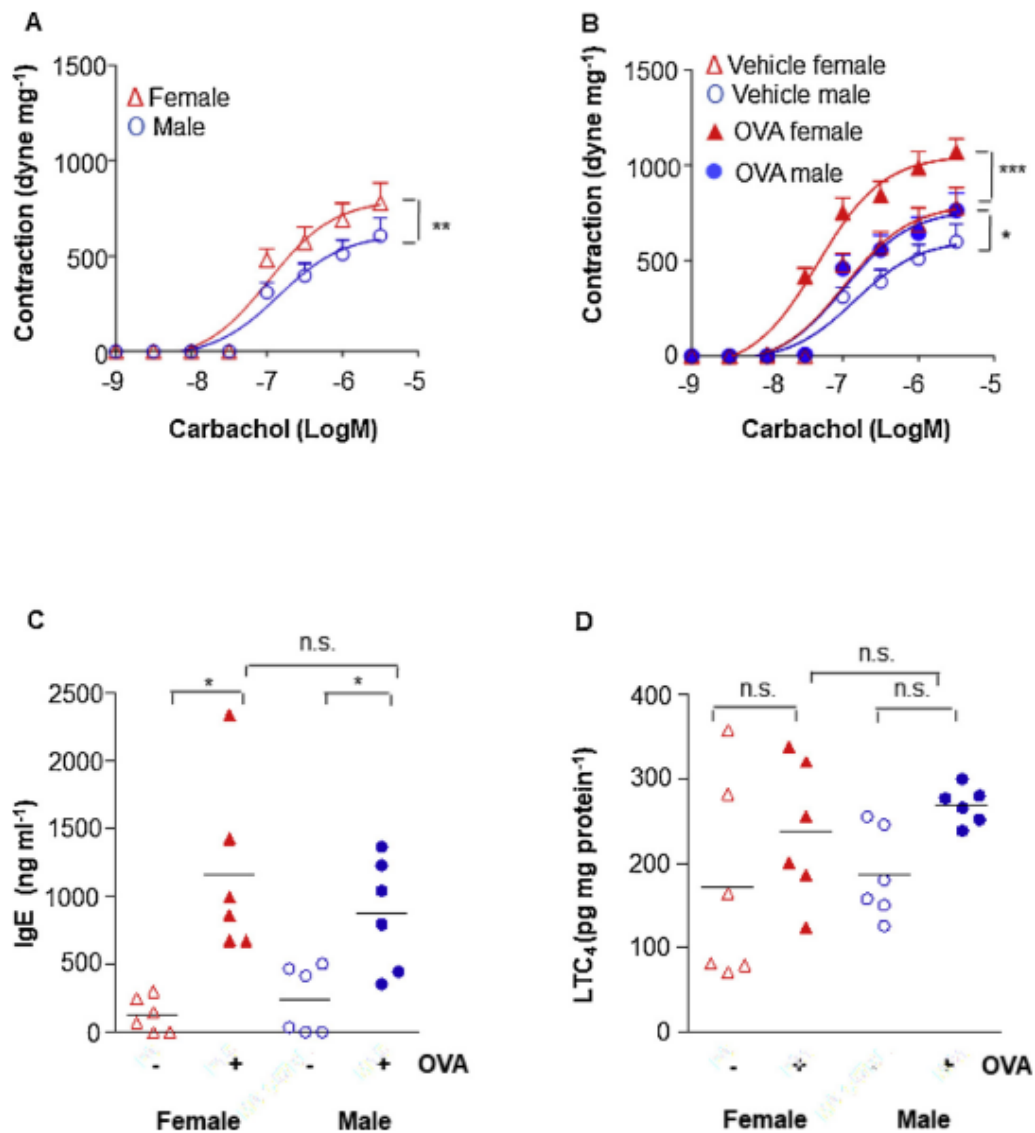 A
Contraction (dyne mg⁻¹)
1500
1000
500
0
Female
Male
**
-9 -8 -7 -6 -5
Carbachol (LogM)
B
Contraction (dyne mg⁻¹)
1500
1000
500
0
Vehicle female
Vehicle male
OVA female
OVA male
***
*
-9 -8 -7 -6 -5
Carbachol (LogM)
C
IgE (ng ml⁻¹)
n.s.
* *
2500
2000
1500
1000
500
0
- + - + OVA
Female Male
D
LTC₄(pg mg protein⁻¹)
n.s.
n.s. n.s.
400
300
200
100
0
- + - + OVA
Female Male